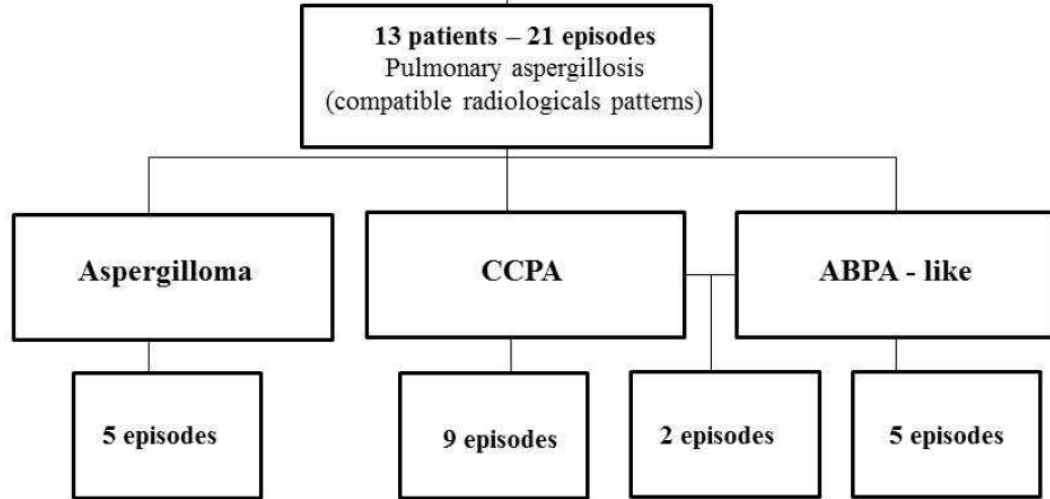 13 patients – 21 episodes
Pulmonary aspergillosis
(compatible radiologicals patterns)
Aspergilloma
CCPA
ABPA - like
5 episodes
9 episodes
2 episodes
5 episodes